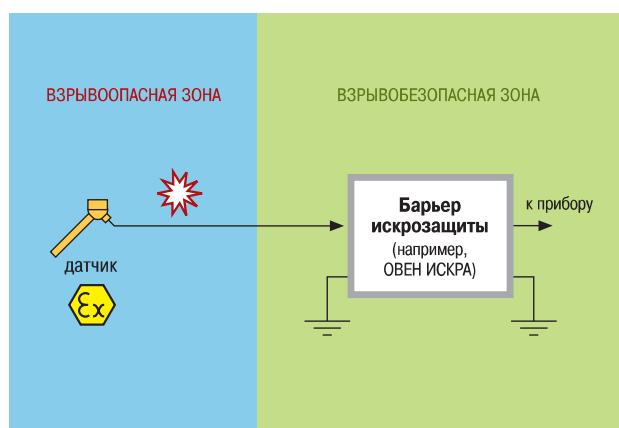 ВЗРЫВООПАСНАЯ ЗОНА
ВЗРЫВОБЕЗОПАСНАЯ ЗОНА
Барьер
искрозащиты
(например,
ОВЕН ИСКРА)
к прибору
датчик
Ex